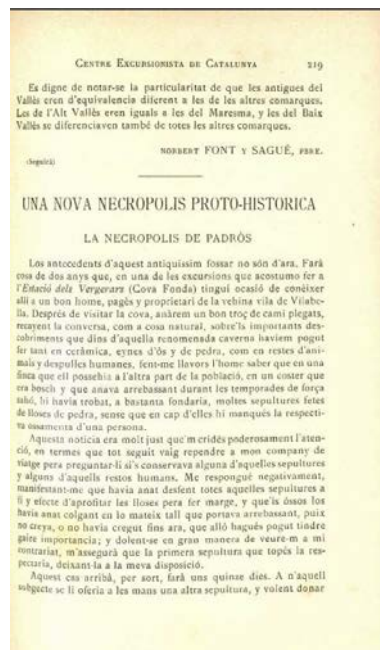 CENTRE EXCURSIONISTA DE CATALUNYA 219
Es digne de notar-se la particularitat de que les antigues del
Vallès eren d'equivalencia diferent a les de les altres comarques.
Les de l'Alt Vallès eren iguals a les del Maresma, y les del Baix
Vallès se diferenciaven també de totes les altres comarques.
NORBERT FONT Y SAGUÉ, PBRE.
(Seguirà)
UNA NOVA NECROPOLIS PROTO-HISTORICA
LA NECROPOLIS DE PADRÓS
Los antecedents d'aquest antiquíssim fossar no són d'ara. Farà
cosa de dos anys que, en una de les excursions que acostumo fer a
l'Estació dels Vergerars (Cova Fonda) tingui ocasió de conèixer
allí a un bon home, pagès y proprietari de la vehina vila de Vilabe-
lla. Després de visitar la cova, anàrem un bon troç de camí plegats,
recayent la conversa, com a cosa natural, sobre'ls importants des-
cobriments que dins d'aquella renomenada caverna havíem pogut
fer tant en ceràmica, eynes d'òs y de pedra, com en restes d'ani-
mals y despulles humanes, fent-me llavors l'home saber que en una
finca que ell possehia a l'altra part de la població, en un coster que
era bosch y que anava arrebassant durant les temporades de força
sahó, hi havia trobat, a bastanta fondaria, moltes sepultures fetes
de lloses de pedra, sense que en cap d'elles hi manqués la respecti-
va ossamenta d'una persona.
Aquesta noticia era molt just que'm cridés poderosament l'aten-
ció, en termes que tot seguit vaig rependre a mon company de
viatge pera preguntar-li si's conservava alguna d'aquelles sepultures
y alguns d'aquells restos humans. Me respongué negativament,
manifestant-me que havia anat desfent totes aquelles sepultures a
fi y efecte d'aprofitar les lloses pera fer marge, y que'ls òssos los
havia anat colgant en lo mateix tall que portava arrebassant, puix
no creya, o no havia cregut fins ara, que allò hagués pogut tindre
gaire importancia; y dolent-se en gran manera de veure-m a mi
contrariat, m'assegurà que la primera sepultura que topés la res-
pectaria, deixant-la a la meva disposició.
Aquest cas arribà, per sort, farà uns quinse dies. A n'aquell
subgecte se li oferia a les mans una altra sepultura, y volent donar